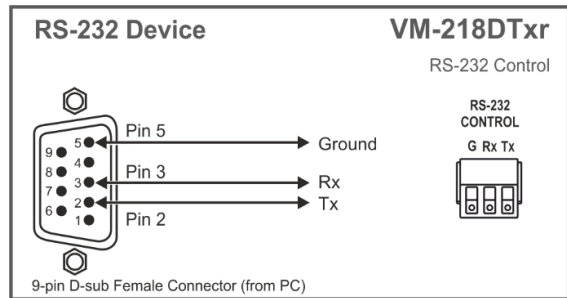 RS-232 Device
VM-218DTxr
RS-232 Control
RS-232
CONTROL
G Rx Tx
Pin 5
Ground
Pin 3
Rx
Tx
Pin 2
5
9
4
8
3
7
2
6
1
9-pin D-sub Female Connector (from PC)